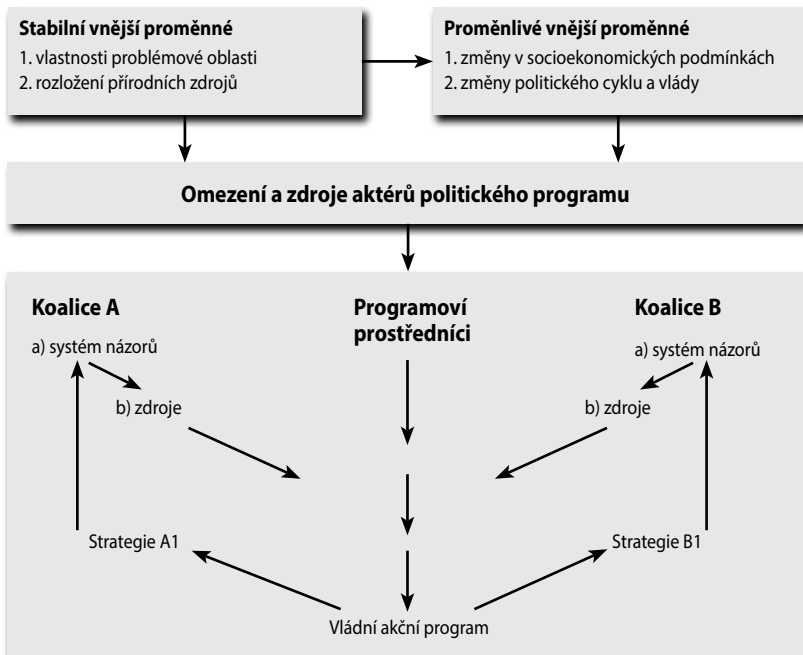 Stabilní vnější proměnné
1. vlastnosti problémové oblasti
2. rozložení přírodních zdrojů
Proměnlivé vnější proměnné
1. změny v socioekonomických podmínkách
2. změny politického cyklu a vlády
Omezení a zdroje aktérů politického programu
Koalice A
a) systém názorů
b) zdroje
Programoví
prostředníci
Koalice B
a) systém názorů
b) zdroje
Strategie A1
Strategie B1
Vládní akční program